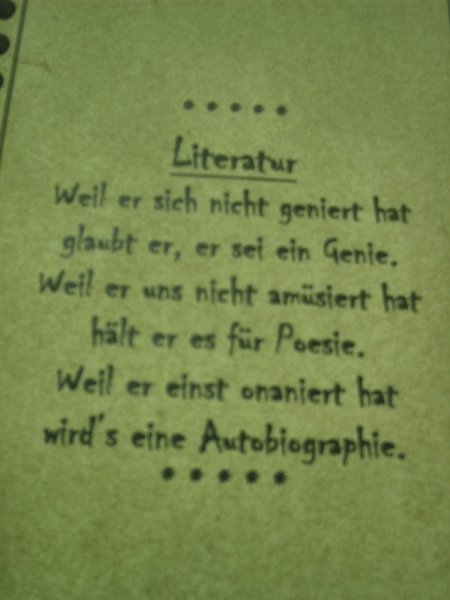 Literatur
Weil er sich nicht geniert hat
glaubt er, er sei ein Genie.
Weil er uns nicht amüsiert hat
hält er es für Poesie.
Weil er einst onaniert hat
wird's eine Autobiographie.